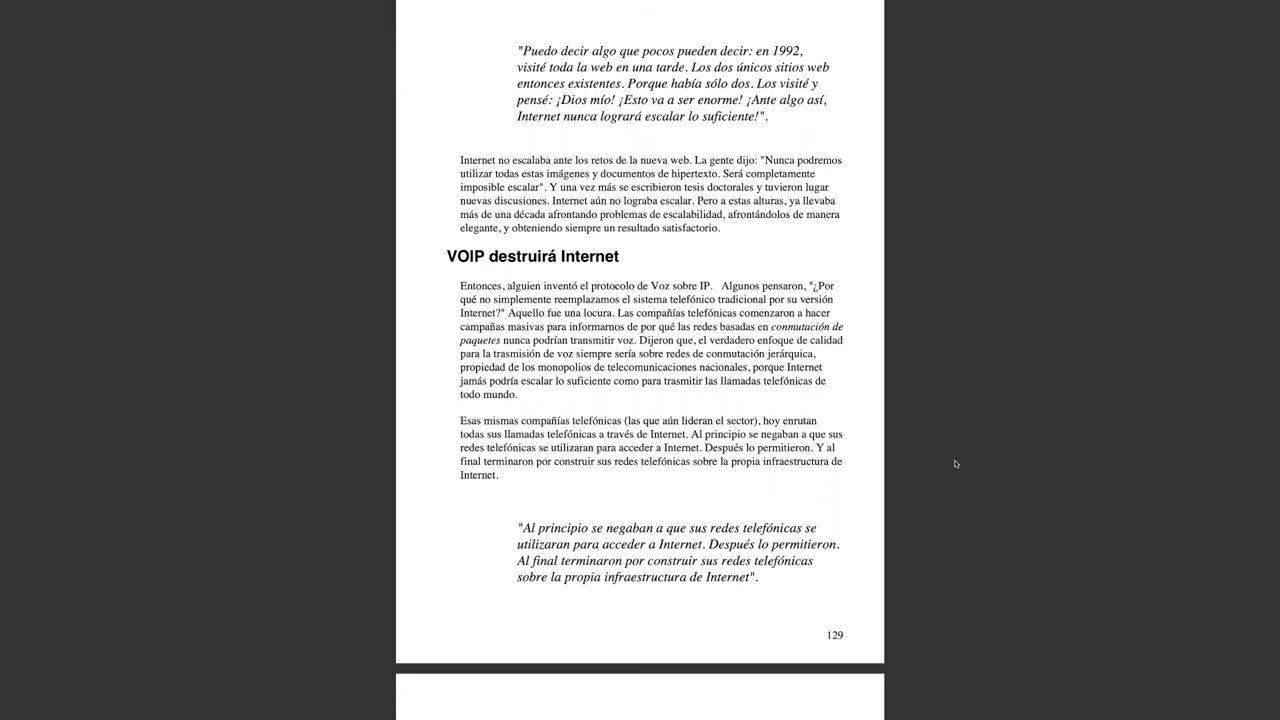 "Puedo decir algo que pocos pueden decir: en 1992,
visité toda la web en una tarde. Los dos únicos sitios web
entonces existentes. Porque había sólo dos. Los visité y
pensé: ¡Dios mío! ¡Esto va a ser enorme! ¡Ante algo así,
Internet nunca logrará escalar lo suficiente!".
Internet no escalaba ante los retos de la nueva web. La gente dijo: "Nunca podremos
utilizar todas estas imágenes y documentos de hipertexto. Será completamente
imposible escalar". Y una vez más se escribieron tesis doctorales y tuvieron lugar
nuevas discusiones. Internet aún no lograba escalar. Pero a estas alturas, ya llevaba
más de una década afrontando problemas de escalabilidad, afrontándolos de manera
elegante, y obteniendo siempre un resultado satisfactorio.
VOIP destruirá Internet
Entonces, alguien inventó el protocolo de Voz sobre IP. Algunos pensaron, "¿Por
qué no simplemente reemplazamos el sistema telefónico tradicional por su versión
Internet?" Aquello fue una locura. Las compañías telefónicas comenzaron a hacer
campañas masivas para informarnos de por qué las redes basadas en conmutación de
paquetes nunca podrían transmitir voz. Dijeron que, el verdadero enfoque de calidad
para la trasmisión de voz siempre sería sobre redes de conmutación jerárquica,
propiedad de los monopolios de telecomunicaciones nacionales, porque Internet
jamás podría escalar lo suficiente como para trasmitir las llamadas telefónicas de
todo mundo.
Esas mismas compañías telefónicas (las que aún lideran el sector), hoy enrutan
todas sus llamadas telefónicas a través de Internet. Al principio se negaban a que sus
redes telefónicas se utilizaran para acceder a Internet. Después lo permitieron. Y al
final terminaron por construir sus redes telefónicas sobre la propia infraestructura de
Internet.
"Al principio se negaban a que sus redes telefónicas se
utilizaran para acceder a Internet. Después lo permitieron.
Al final terminaron por construir sus redes telefónicas
sobre la propia infraestructura de Internet".
129